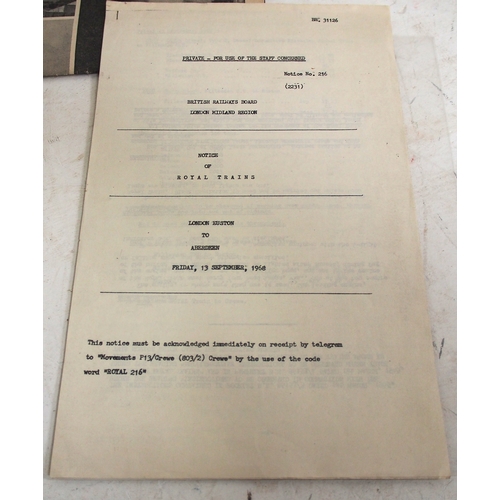 BR. 31126
PRIVATE - FOR USE OF THE STAFF CONCERNED
Notice No. 216
(2231)
BRITISH RAILWAYS BOARD
LONDON MIDLAND REGION
NOTICE
OF
ROYAL TRAINS
LONDON EUSTON
TO
ABERDEEN
FRIDAY, 13 SEPTEMBER, 1968
This notice must be acknowledged immediately on receipt by telegram
to "Movements P13/Crewe (803/2) Crewe" by the use of the code
word "ROYAL 216"